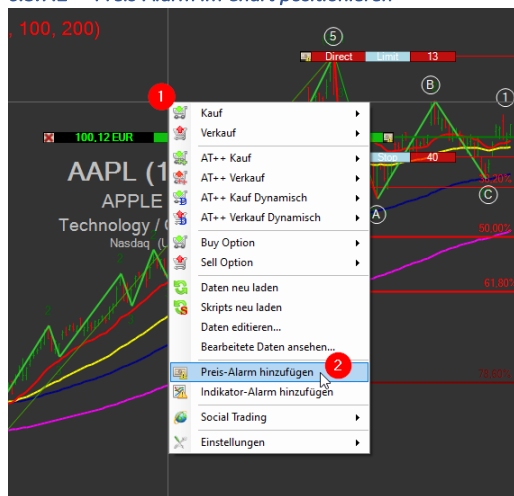 Preis-Alarm im Chart positionieren
, 100, 200)
5
Direct Limit 13
B
1
1
Kauf
Verkauf
100,12 EUR
AT++ Kauf
Stop 40
AAPL (1
AT++ Verkauf
C
APPLE
AT++ Kauf Dynamisch
A
Technology / (
AT++ Verkauf Dynamisch
50,00%
Nasdaq (U
Buy Option
Sell Option
Daten neu laden
61,80%
Skripts neu laden
Daten editieren...
Bearbeitete Daten ansehen...
Preis-Alarm hinzufügen
2
Indikator-Alarm hinzufügen
Social Trading
Einstellungen